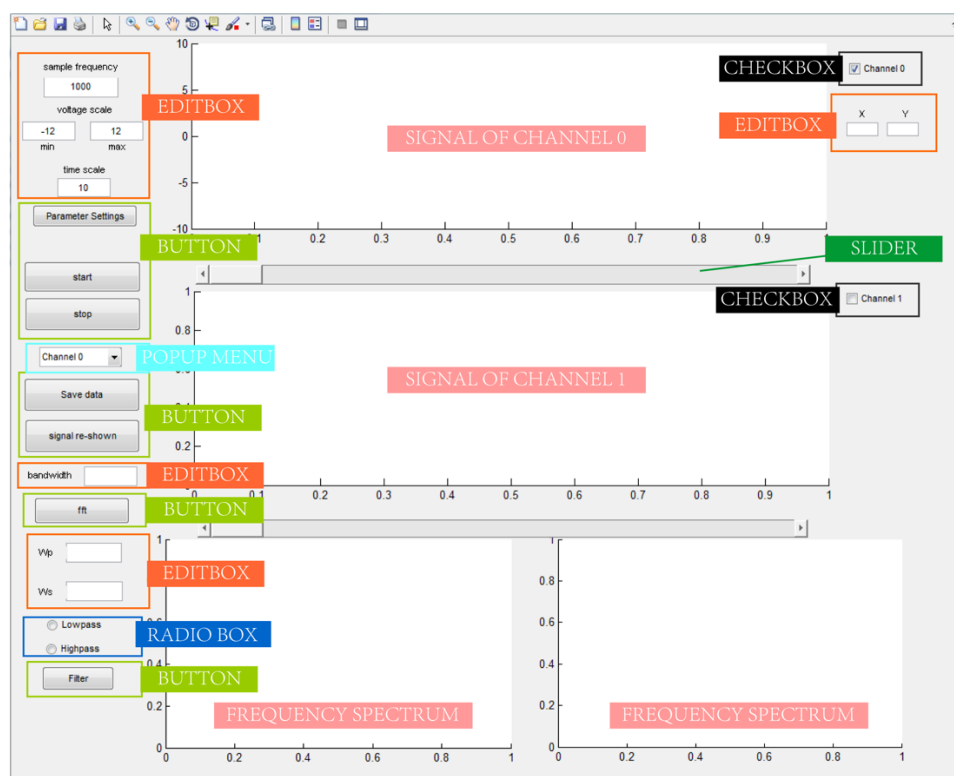 sample frequency
1000
voltage scale
-12 12
min max
time scale
10
EDITBOX
Parameter Settings
start
stop
BUTTON
Channel 0
POPUP MENU
Save data
signal re-shown
BUTTON
bandwidth
EDITBOX
fft
BUTTON
Wp
Ws
EDITBOX
Lowpass
Highpass
RADIO BOX
Filter
BUTTON
10
5
0
-5
-10
SIGNAL OF CHANNEL 0
0.1 0.2 0.3 0.4 0.5 0.6 0.7 0.8 0.9 1
CHECKBOX
Channel 0
EDITBOX
X Y
SLIDER
1
0.8
0.2
0
SIGNAL OF CHANNEL 1
0 0.1 0.2 0.3 0.4 0.5 0.6 0.7 0.8 0.9 1
CHECKBOX
Channel 1
1
0.4
0.2
0
FREQUENCY SPECTRUM
0 0.2 0.4 0.6 0.8 1
1
0.8
0.6
0.4
0.2
0
FREQUENCY SPECTRUM
0 0.2 0.4 0.6 0.8 1